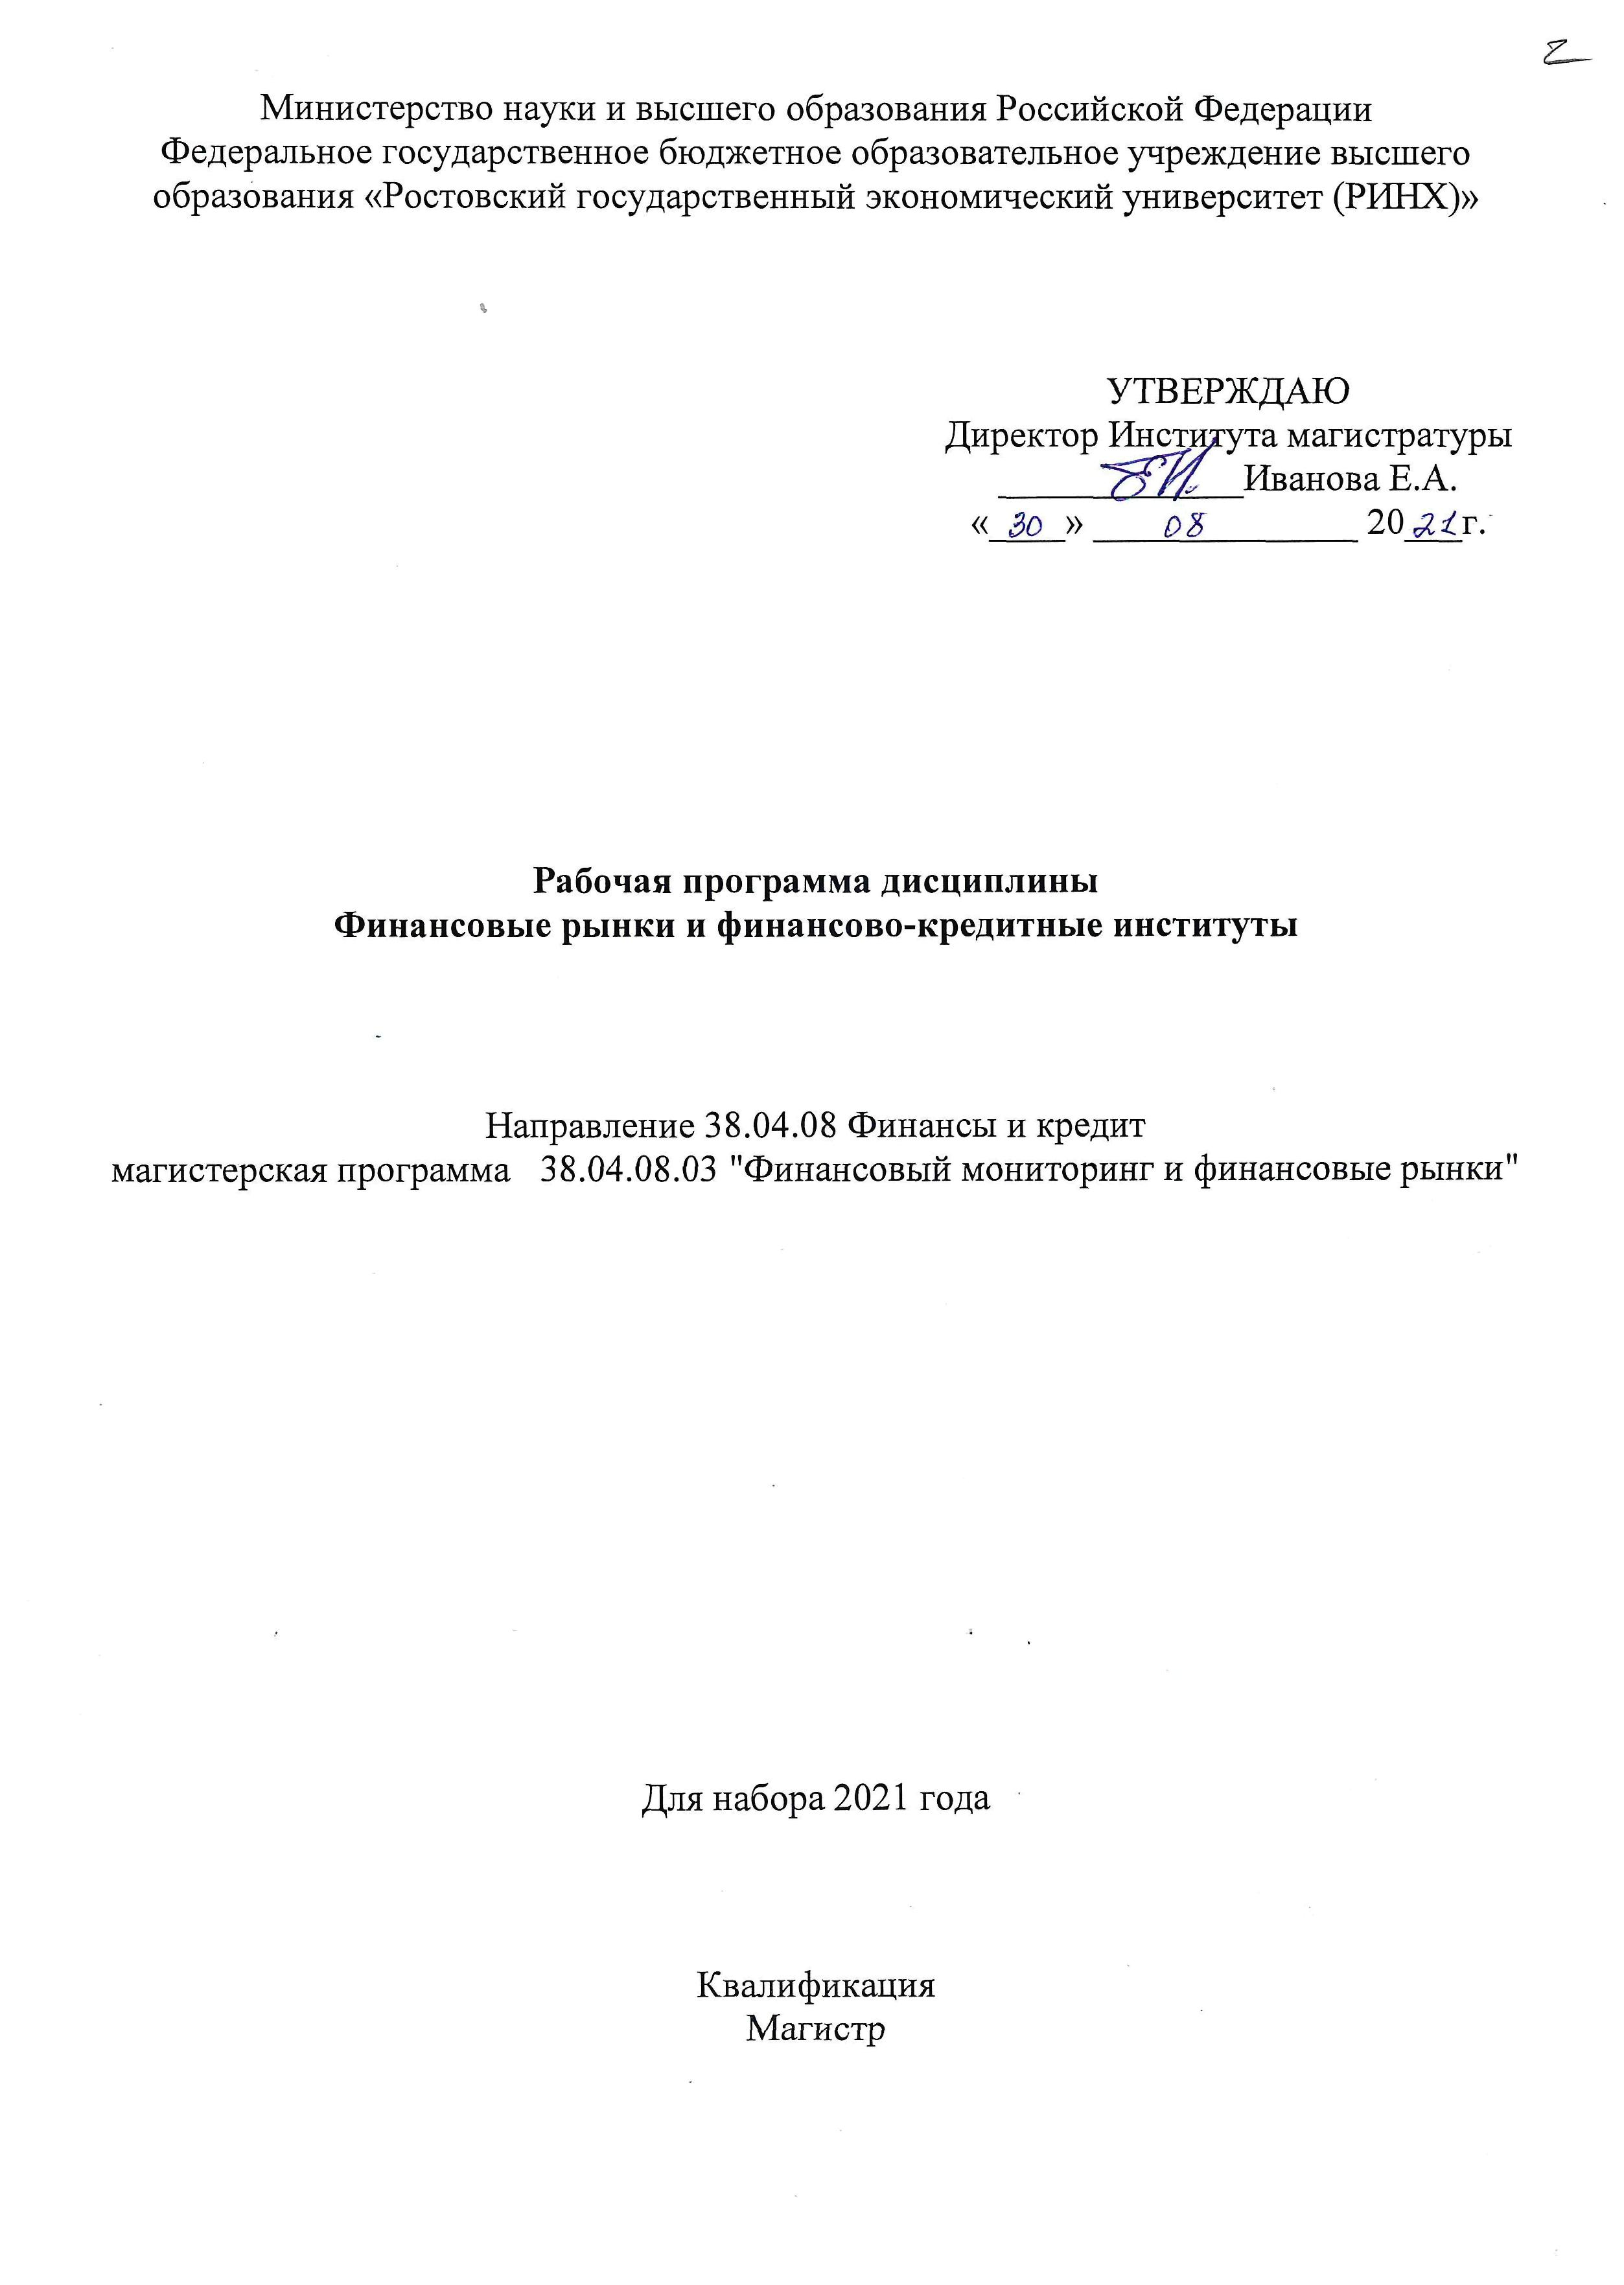 Министерство науки и высшего образования Российской Федерации
Федеральное государственное бюджетное образовательное учреждение высшего
образования «Ростовский государственный экономический университет (РИНХ)»
УТВЕРЖДАЮ
Директор Института магистратуры
Иванова Е.А.
«30» 08 2021г.
Рабочая программа дисциплины
Финансовые рынки и финансово-кредитные институты
Направление 38.04.08 Финансы и кредит
магистерская программа 38.04.08.03 "Финансовый мониторинг и финансовые рынки"
Для набора 2021 года
Квалификация
Магистр